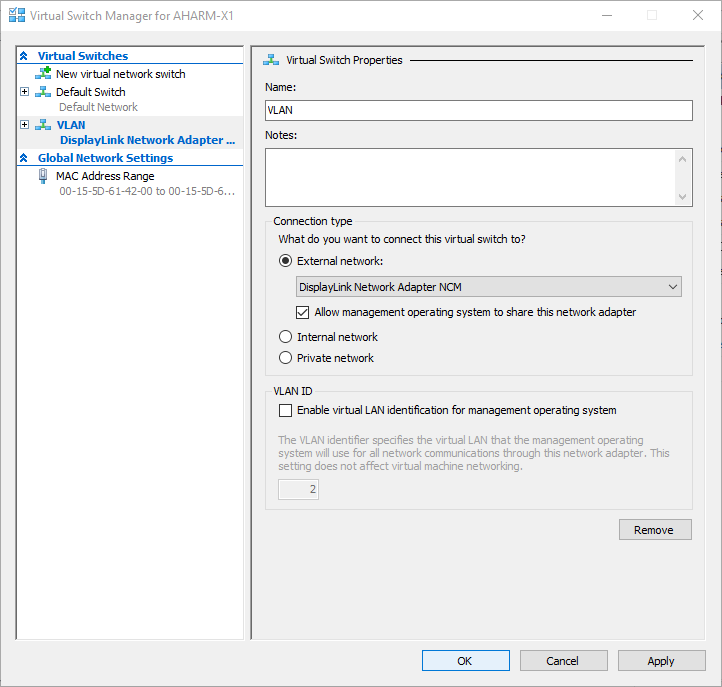 Virtual Switch Manager for AHARM-X1
Virtual Switches
New virtual network switch
Default Switch
Default Network
VLAN
DisplayLink Network Adapter ...
Global Network Settings
MAC Address Range
00-15-5D-61-42-00 to 00-15-5D-6...
Virtual Switch Properties
Name:
VLAN
Notes:
Connection type
What do you want to connect this virtual switch to?
External network:
DisplayLink Network Adapter NCM
Allow management operating system to share this network adapter
Internal network
Private network
VLAN ID
Enable virtual LAN identification for management operating system
The VLAN identifier specifies the virtual LAN that the management operating
system will use for all network communications through this network adapter. This
setting does not affect virtual machine networking.
2
Remove
OK
Cancel
Apply